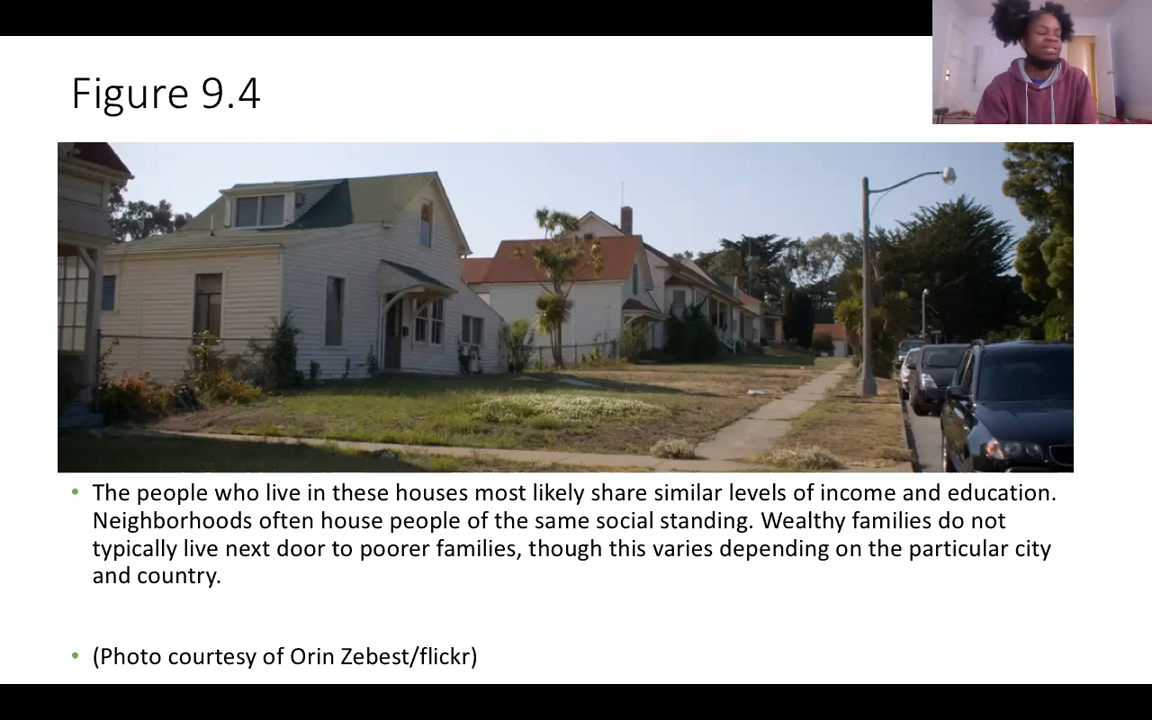 Figure 9.4
• The people who live in these houses most likely share similar levels of income and education.
Neighborhoods often house people of the same social standing. Wealthy families do not
typically live next door to poorer families, though this varies depending on the particular city
and country.
• (Photo courtesy of Orin Zebest/flickr)